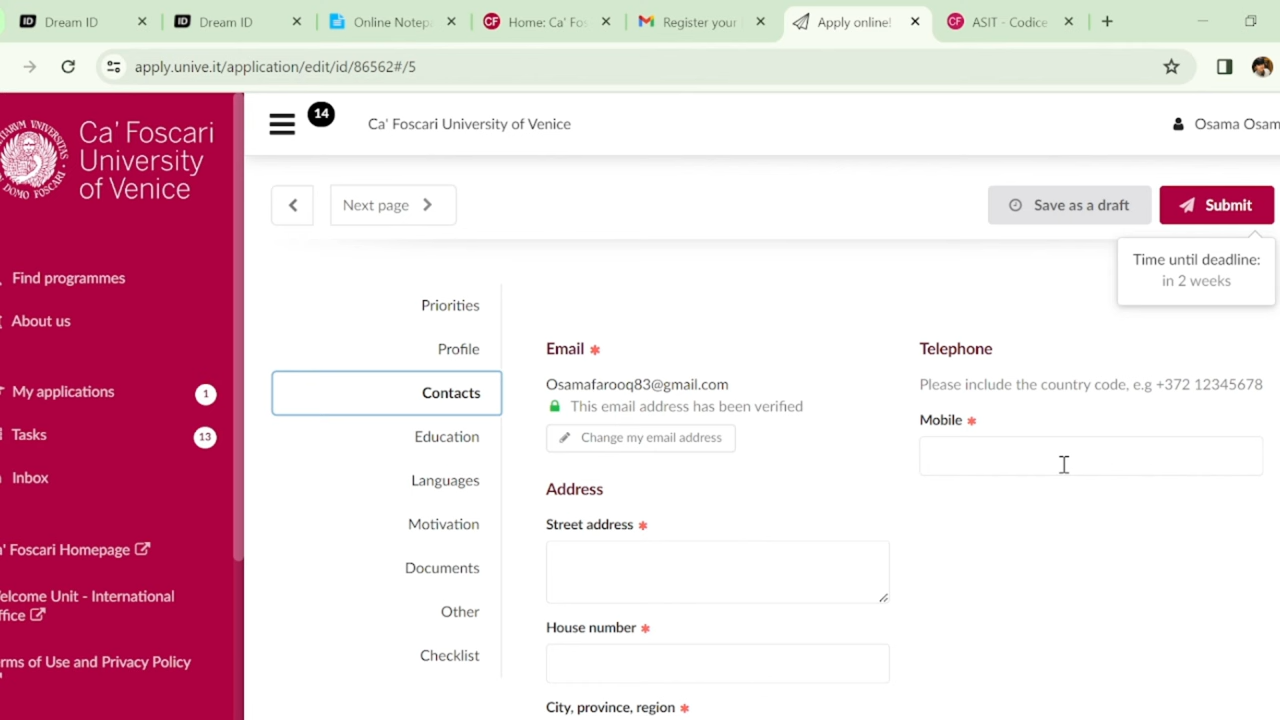 Dream ID
Dream ID
Online Notep
Home: Ca' Fos
Register your
Apply online!
ASIT - Codice
apply.unive.it/application/edit/id/86562#/5
Ca' Foscari
University
of Venice
14
Ca' Foscari University of Venice
Osama Osam
Next page
Save as a draft
Submit
Time until deadline:
in 2 weeks
Find programmes
About us
My applications 1
Tasks 13
Inbox
a' Foscari Homepage
elcome Unit - International
ffice
rms of Use and Privacy Policy
Priorities
Profile
Contacts
Education
Languages
Motivation
Documents
Other
Checklist
Email *
Osamafarooq83@gmail.com
This email address has been verified
Change my email address
Address
Street address *
House number *
City, province, region *
Telephone
Please include the country code, e.g +372 12345678
Mobile *